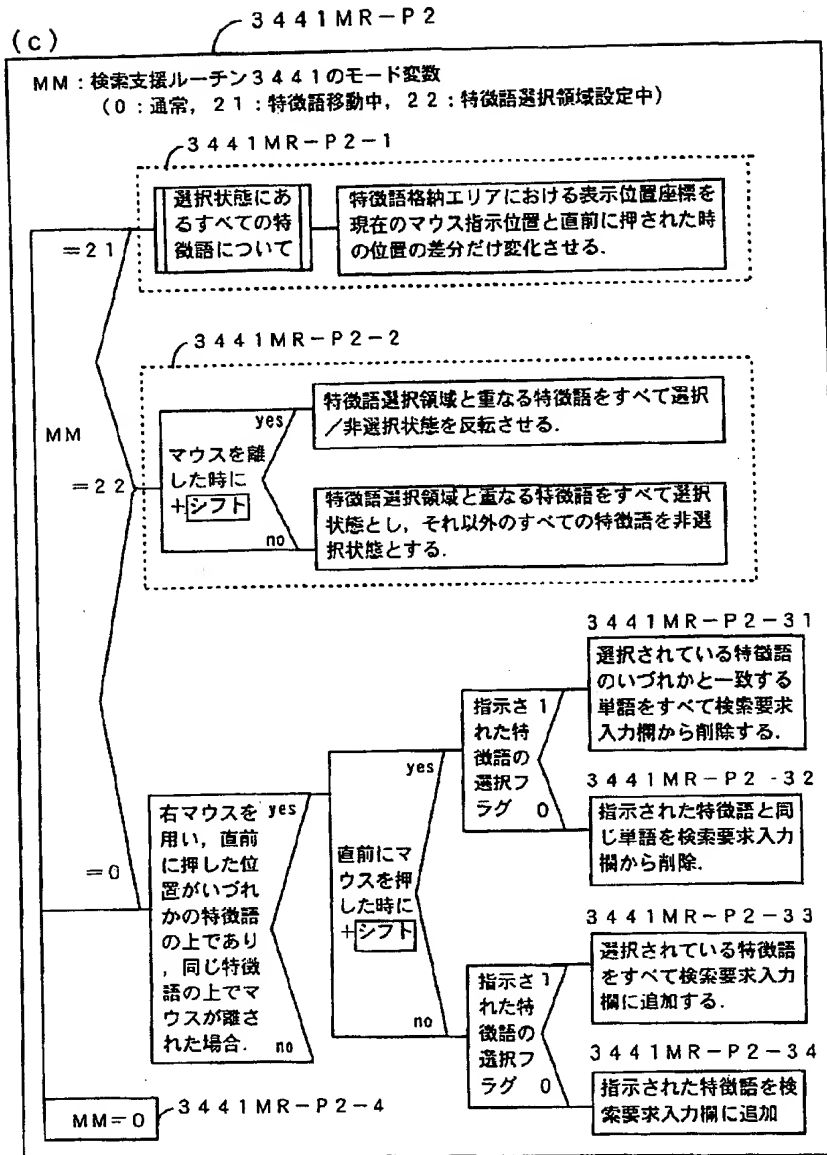 (c)
3441MR-P2
MM:検索支援ルーチン3441のモード変数
(0:通常,21:特徴語移動中,22:特徴語選択領域設定中)
3441MR-P2-1
選択状態にあ
るすべての特
徴語について
特徴語格納エリアにおける表示位置座標を
現在のマウス指示位置と直前に押された時
の位置の差分だけ変化させる.
=21
3441MR-P2-2
MM
=22
マウスを離
した時に
+シフト
yes
特徴語選択領域と重なる特徴語をすべて選択
/非選択状態を反転させる.
no
特徴語選択領域と重なる特徴語をすべて選択
状態とし,それ以外のすべての特徴語を非選
択状態とする.
=0
右マウスを
用い,直前
に押した位
置がいづれ
かの特徴語
の上であり
,同じ特徴
語の上でマ
ウスが離さ
れた場合.
yes
no
直前にマ
ウスを押
した時に
+シフト
yes
no
指示さ
れた特
徴語の
選択フ
ラグ
1
0
3441MR-P2-31
選択されている特徴語
のいづれかと一致する
単語をすべて検索要求
入力欄から削除する.
3441MR-P2-32
指示された特徴語と同
じ単語を検索要求入力
欄から削除.
指示さ
れた特
徴語の
選択フ
ラグ
1
0
3441MR-P2-33
選択されている特徴語
をすべて検索要求入力
欄に追加する.
3441MR-P2-34
指示された特徴語を検
索要求入力欄に追加
MM=0
3441MR-P2-4